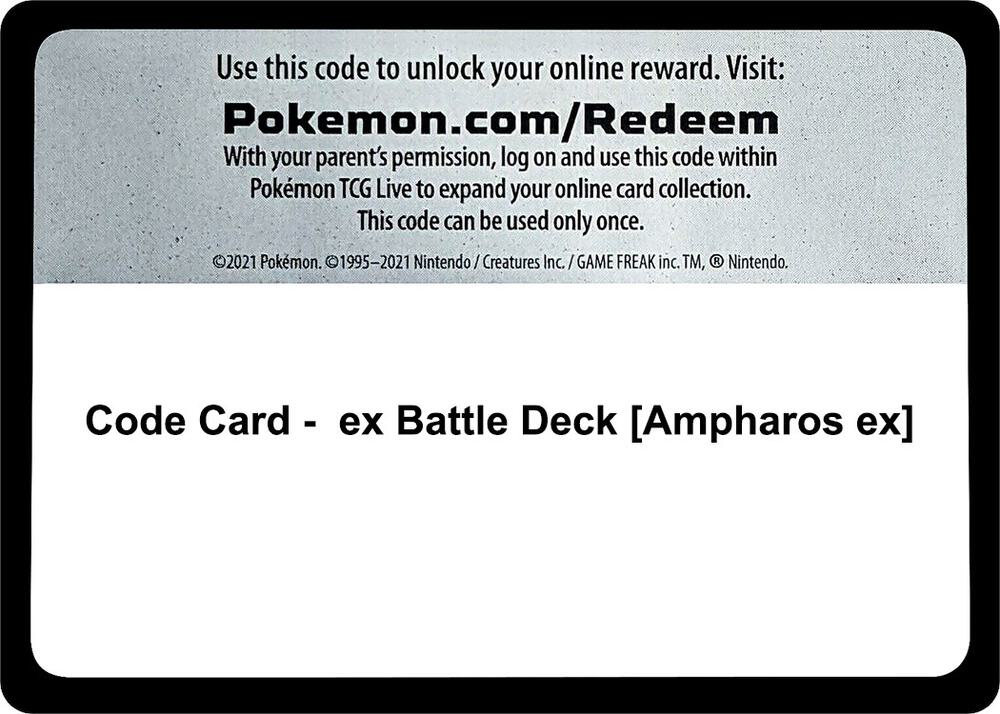 Use this code to unlock your online reward. Visit:
Pokemon.com/Redeem
With your parent's permission, log on and use this code within
Pokémon TCG Live to expand your online card collection.
This code can be used only once.
©2021 Pokémon. ©1995–2021 Nintendo / Creatures Inc. / GAME FREAK inc. TM, ® Nintendo.
Code Card -  ex Battle Deck [Ampharos ex]